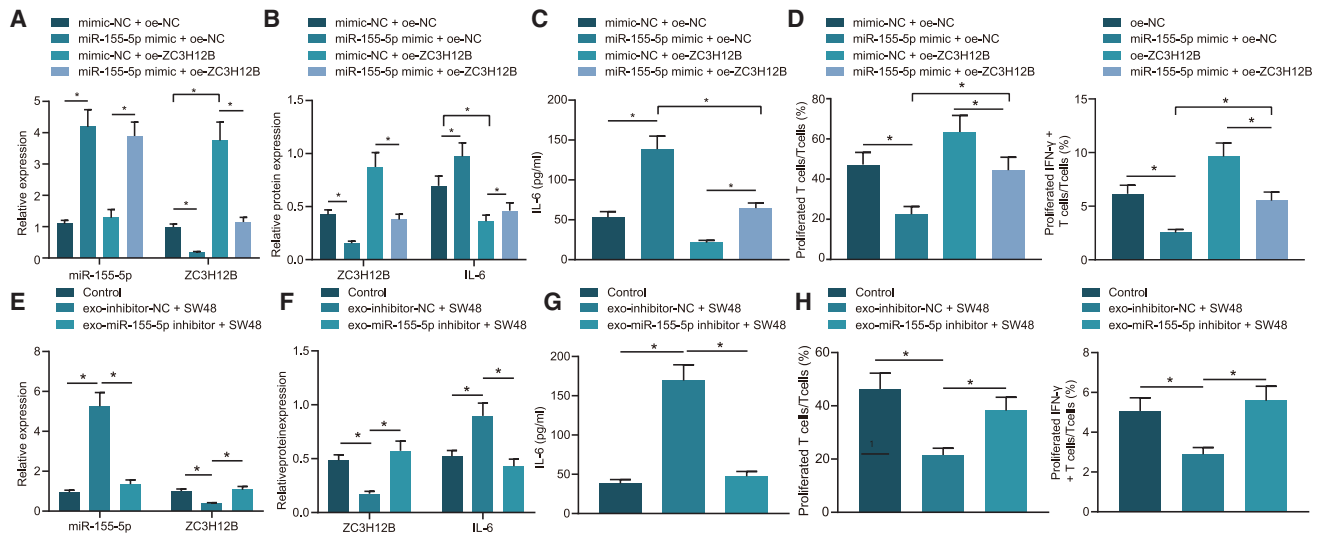 A
mimic-NC + oe-NC
miR-155-5p mimic + oe-NC
mimic-NC + oe-ZC3H12B
miR-155-5p mimic + oe-ZC3H12B
Relative expression
5
4
3
2
1
0
* * * * *
miR-155-5p ZC3H12B
B
mimic-NC + oe-NC
miR-155-5p mimic + oe-NC
mimic-NC + oe-ZC3H12B
miR-155-5p mimic + oe-ZC3H12B
Relative protein expression
1.5
1.0
0.5
0.0
* * * * *
ZC3H12B IL-6
C
mimic-NC + oe-NC
miR-155-5p mimic + oe-NC
mimic-NC + oe-ZC3H12B
miR-155-5p mimic + oe-ZC3H12B
IL-6 (pg/ml)
200
150
100
50
0
* * *
D
mimic-NC + oe-NC
miR-155-5p mimic + oe-NC
mimic-NC + oe-ZC3H12B
miR-155-5p mimic + oe-ZC3H12B
Proliferated T cells/Tcells (%)
80
60
40
20
0
* * *
oe-NC
miR-155-5p mimic + oe-NC
oe-ZC3H12B
miR-155-5p mimic + oe-ZC3H12B
Proliferated IFN-γ +
T cells/Tcells (%)
15
10
5
0
* * *
E
Control
exo-inhibitor-NC + SW48
exo-miR-155-5p inhibitor + SW48
Relative expression
8
6
4
2
0
* * * *
miR-155-5p ZC3H12B
F
Control
exo-inhibitor-NC + SW48
exo-miR-155-5p inhibitor + SW48
Relativeproteinexpression
1.5
1.0
0.5
0.0
* * * *
ZC3H12B IL-6
G
Control
exo-inhibitor-NC + SW48
exo-miR-155-5p inhibitor + SW48
IL-6 (pg/ml)
200
150
100
50
0
* *
H
Control
exo-inhibitor-NC + SW48
exo-miR-155-5p inhibitor + SW48
Proliferated T cells/Tcells (%)
60
40
20
0
* *
Control
exo-inhibitor-NC + SW48
exo-miR-155-5p inhibitor + SW48
Proliferated IFN-γ
+ T cells/Tcells (%)
8
6
4
2
0
* *